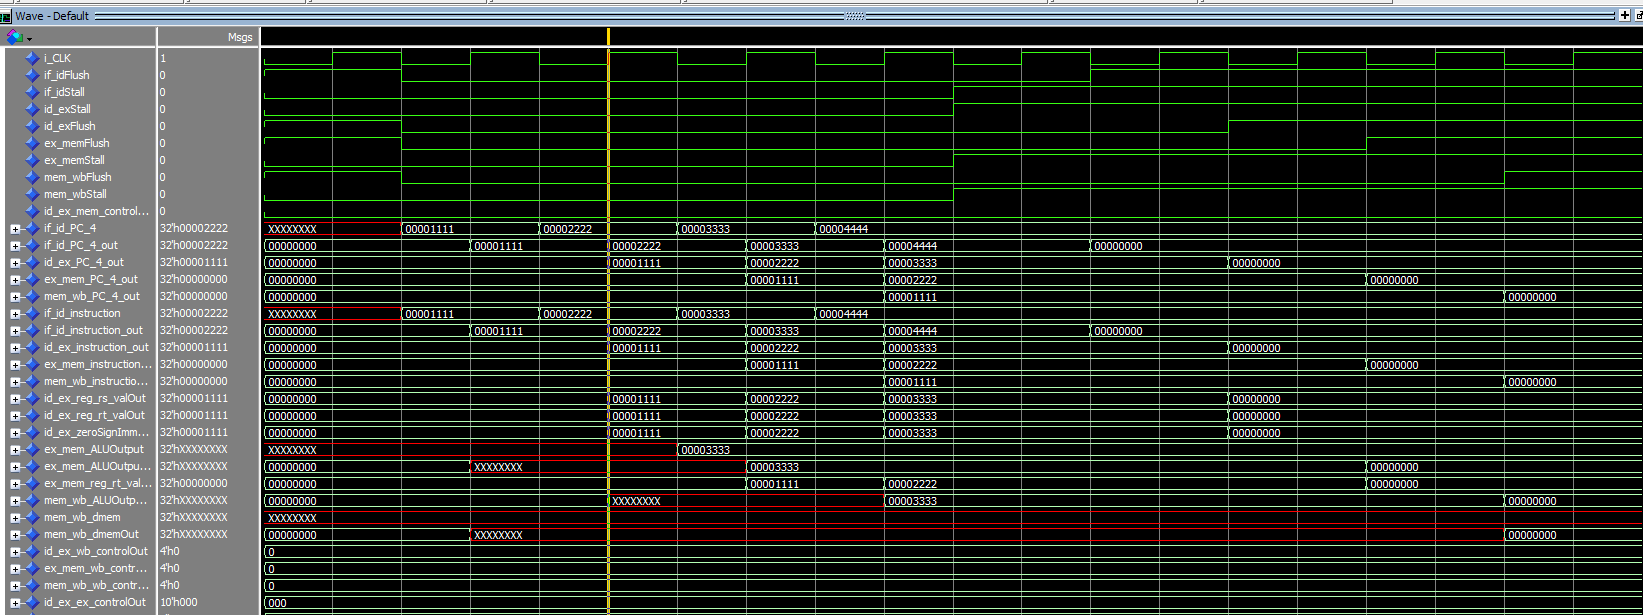 Wave - Default
Msgs
i_CLK 1
if_idFlush 0
if_idStall 0
id_exStall 0
id_exFlush 0
ex_memFlush 0
ex_memStall 0
mem_wbFlush 0
mem_wbStall 0
id_ex_mem_control... 0
if_id_PC_4 32'h00002222 XXXXXXXX 00001111 00002222 00003333 00004444
if_id_PC_4_out 32'h00002222 00000000 00001111 00002222 00003333 00004444 00000000
id_ex_PC_4_out 32'h00001111 00000000 00001111 00002222 00003333 00000000
ex_mem_PC_4_out 32'h00000000 00000000 00001111 00002222 00000000
mem_wb_PC_4_out 32'h00000000 00000000 00001111 00000000
if_id_instruction 32'h00002222 XXXXXXXX 00001111 00002222 00003333 00004444
if_id_instruction_out 32'h00002222 00000000 00001111 00002222 00003333 00004444 00000000
id_ex_instruction_out 32'h00001111 00000000 00001111 00002222 00003333 00000000
ex_mem_instruction... 32'h00000000 00000000 00001111 00002222 00000000
mem_wb_instructio... 32'h00000000 00000000 00001111 00000000
id_ex_reg_rs_valOut 32'h00001111 00000000 00001111 00002222 00003333 00000000
id_ex_reg_rt_valOut 32'h00001111 00000000 00001111 00002222 00003333 00000000
id_ex_zeroSignImm... 32'h00001111 00000000 00001111 00002222 00003333 00000000
ex_mem_ALUOutput 32'hXXXXXXXX XXXXXXXX 00003333
ex_mem_ALUOutpu... 32'hXXXXXXXX 00000000 XXXXXXXX 00003333 00000000
ex_mem_reg_rt_val... 32'h00000000 00000000 00001111 00002222 00000000
mem_wb_ALUOutp... 32'hXXXXXXXX 00000000 XXXXXXXX 00003333 00000000
mem_wb_dmem 32'hXXXXXXXX XXXXXXXX
mem_wb_dmemOut 32'hXXXXXXXX 00000000 XXXXXXXX 00000000
id_ex_wb_controlOut 4'h0 0
ex_mem_wb_contr... 4'h0 0
mem_wb_wb_contr... 4'h0 0
id_ex_ex_controlOut 10'h000 000